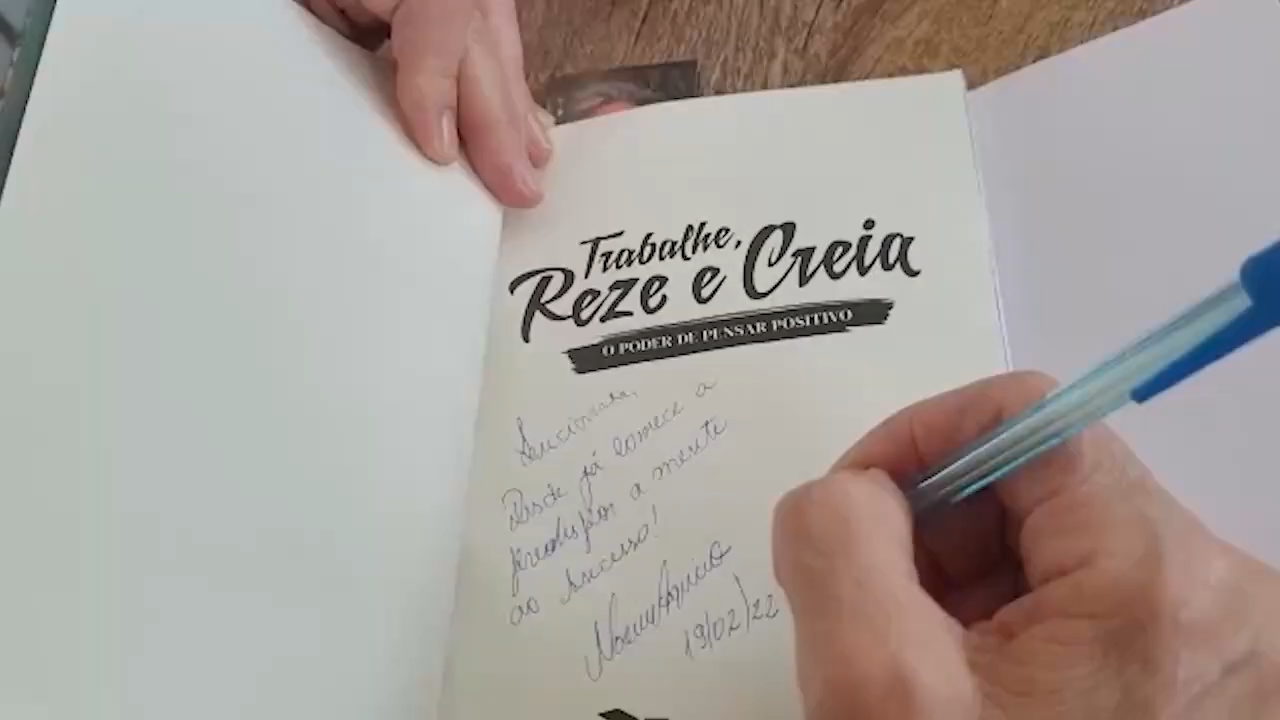 Trabalhe,
Reze e Creia
O PODER DE PENSAR POSITIVO
Desde já comece a
predispor a mente
ao sucesso!
19/02/22